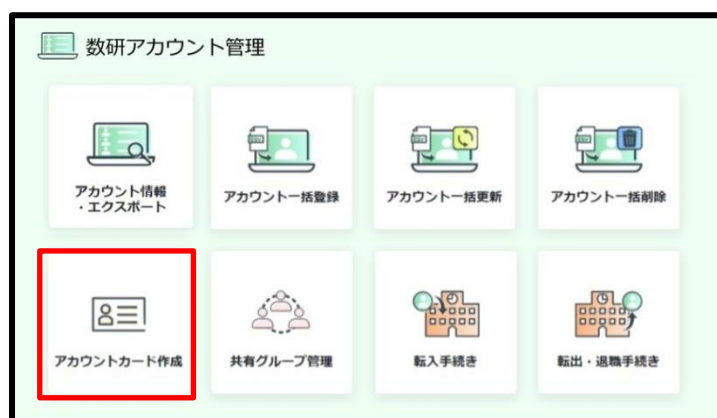 数研アカウント管理
アカウント情報
・エクスポート
アカウント一括登録
アカウント一括更新
アカウント一括削除
アカウントカード作成
共有グループ管理
転入手続き
転出・退職手続き